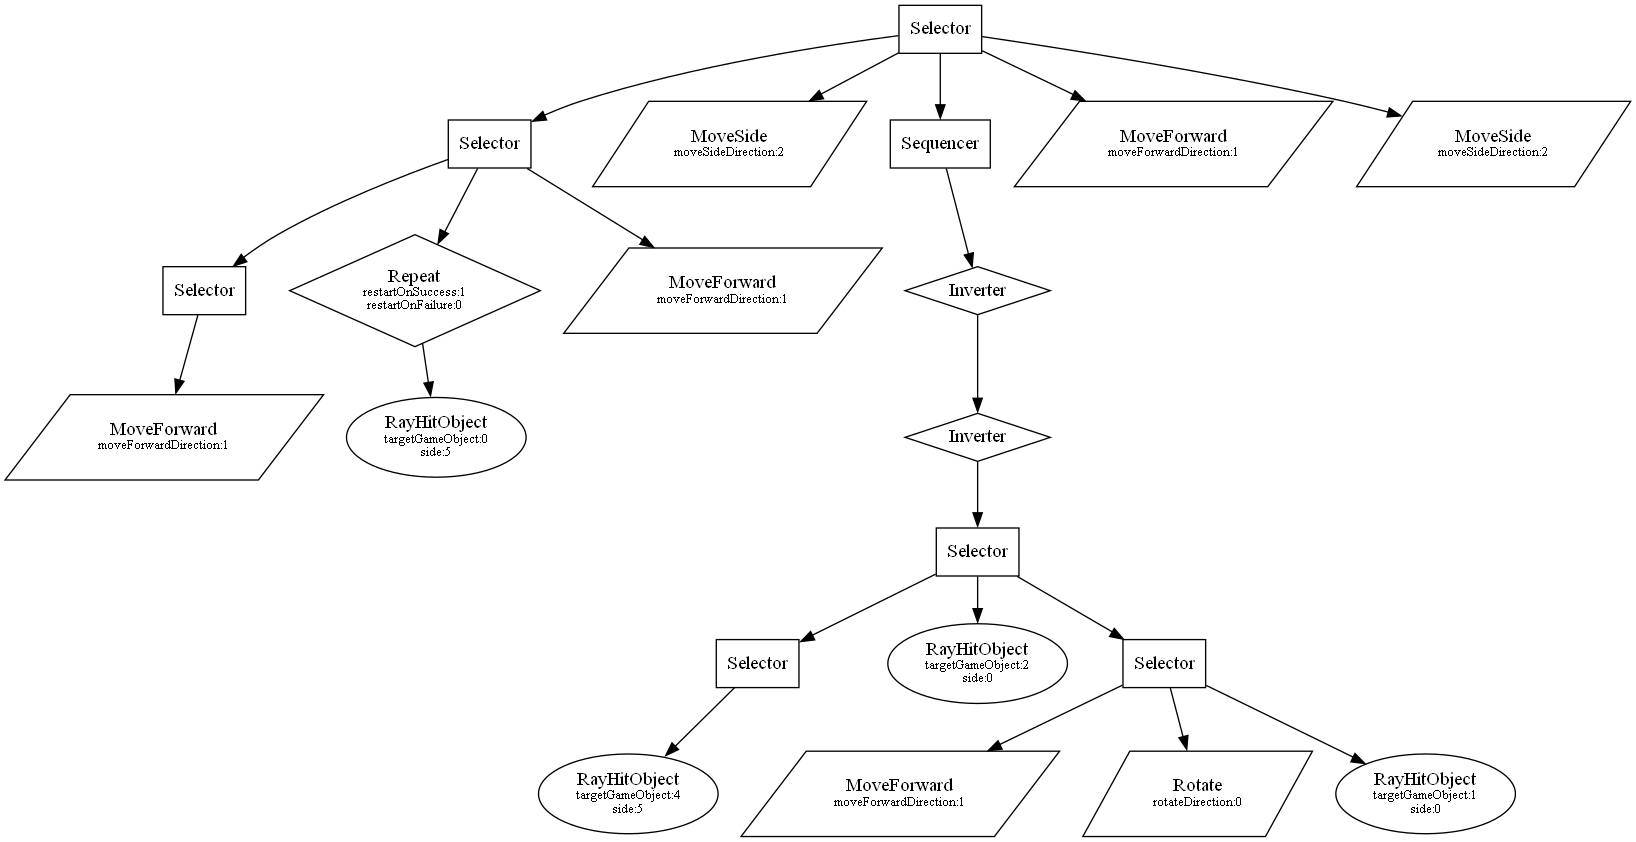 Selector
Selector
MoveSide
moveSideDirection:2
Sequencer
MoveForward
moveForwardDirection:1
MoveSide
moveSideDirection:2
Selector
Repeat
restartOnSuccess:1
restartOnFailure:0
MoveForward
moveForwardDirection:1
Inverter
MoveForward
moveForwardDirection:1
RayHitObject
targetGameObject:0
side:5
Inverter
Selector
Selector
RayHitObject
targetGameObject:2
side:0
Selector
RayHitObject
targetGameObject:4
side:5
MoveForward
moveForwardDirection:1
Rotate
rotateDirection:0
RayHitObject
targetGameObject:1
side:0